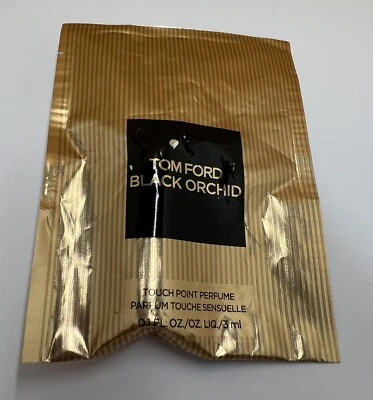 TOM FORD
BLACK ORCHID
TOUCH POINT PERFUME
PARFUM TOUCHE SENSUELLE
0.1 FL. OZ./OZ. LIQ./3 ml